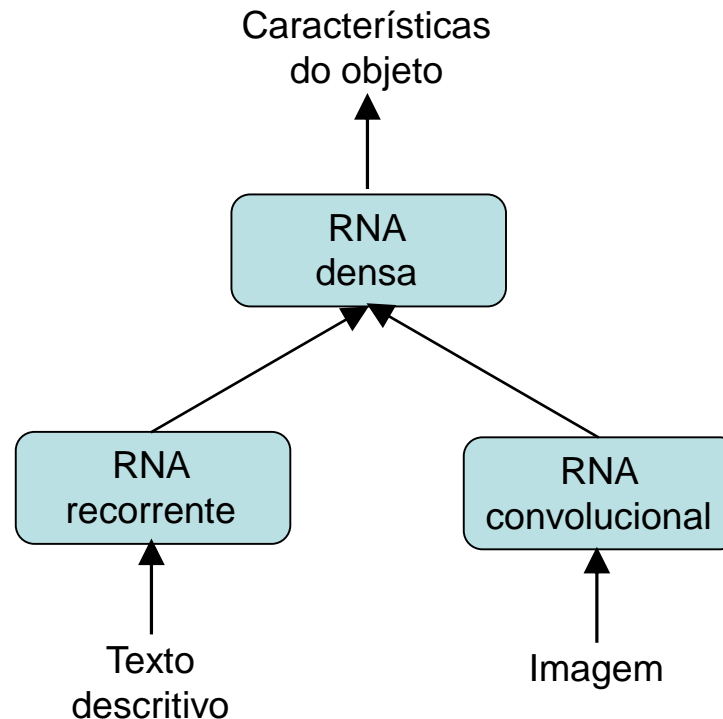 Características
do objeto
RNA
densa
RNA
recorrente
RNA
convolucional
Texto
descritivo
Imagem